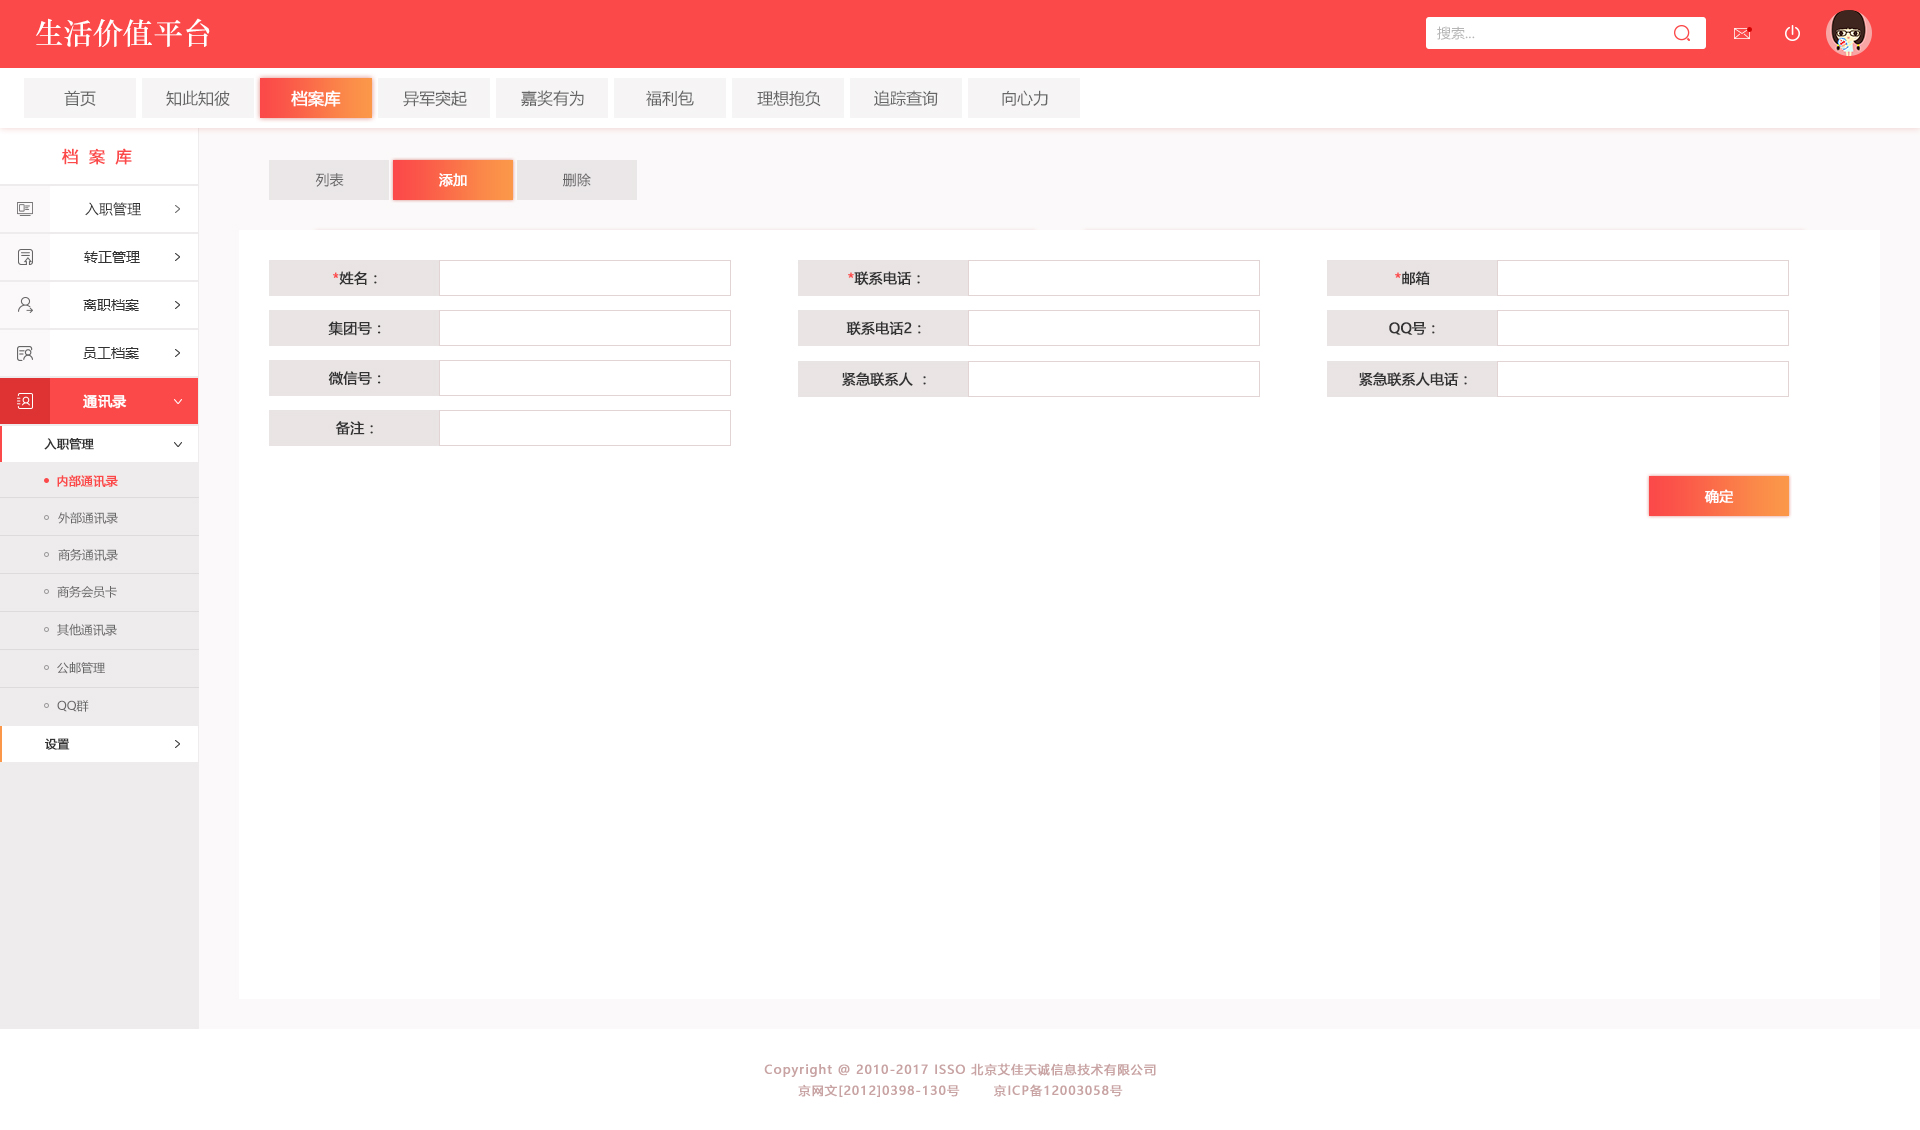 生活价值平台
搜索...
首页
知此知彼
档案库
异军突起
嘉奖有为
福利包
理想抱负
追踪查询
向心力
档 案 库
入职管理
转正管理
离职档案
员工档案
通讯录
入职管理
内部通讯录
外部通讯录
商务通讯录
商务会员卡
其他通讯录
公邮管理
QQ群
设置
列表
添加
删除
*姓名：
*联系电话：
*邮箱
集团号：
联系电话2：
QQ号：
微信号：
紧急联系人 ：
紧急联系人电话：
备注：
确定
Copyright @ 2010-2017 ISSO 北京艾佳天诚信息技术有限公司
京网文[2012]0398-130号 京ICP备12003058号